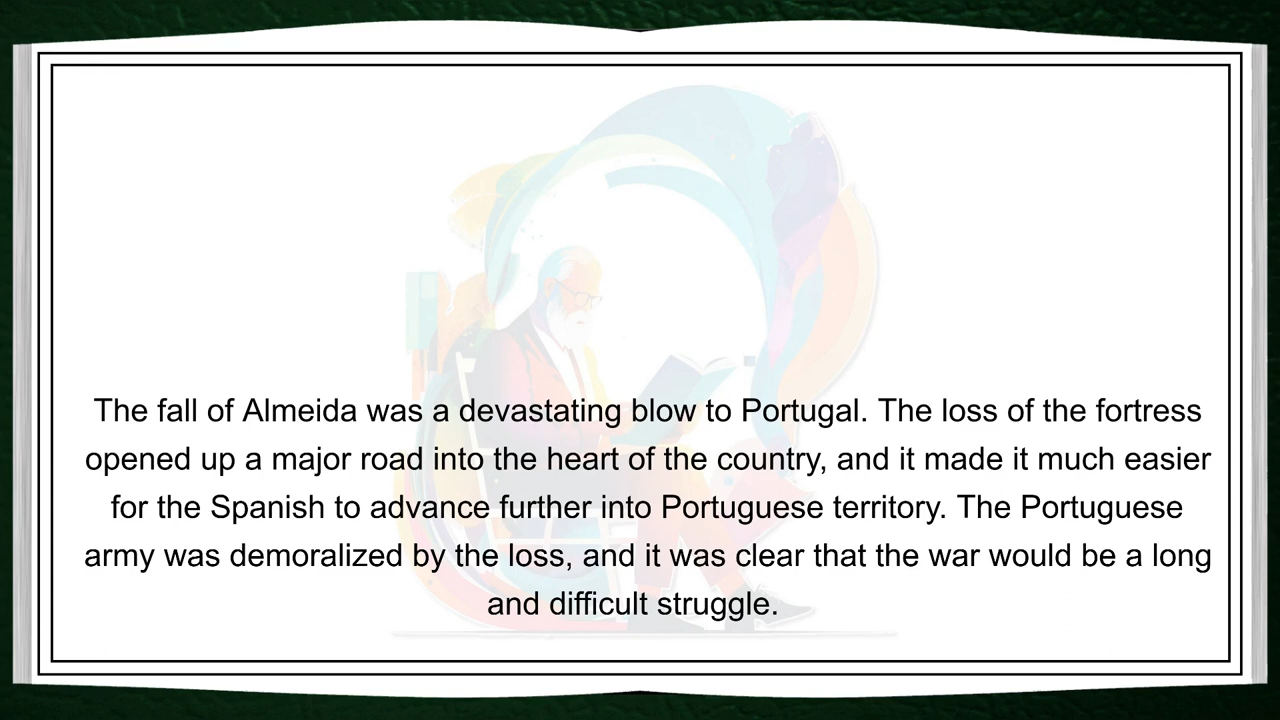 The fall of Almeida was a devastating blow to Portugal. The loss of the fortress
opened up a major road into the heart of the country, and it made it much easier
for the Spanish to advance further into Portuguese territory. The Portuguese
army was demoralized by the loss, and it was clear that the war would be a long
and difficult struggle.